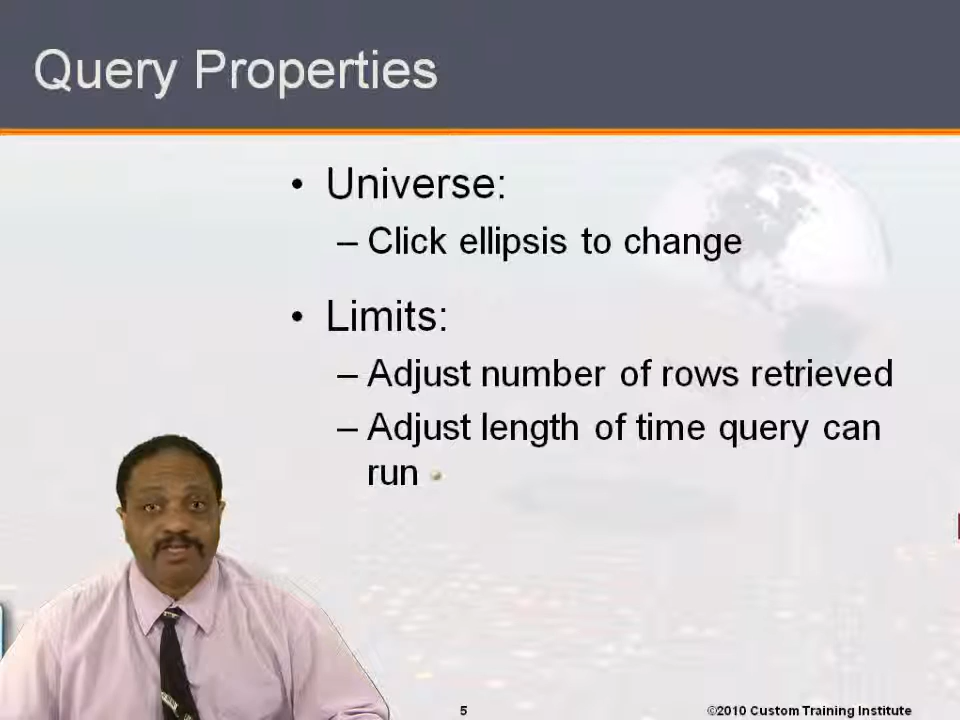 Query Properties
• Universe:
– Click ellipsis to change
• Limits:
– Adjust number of rows retrieved
– Adjust length of time query can
run
5
©2010 Custom Training Institute